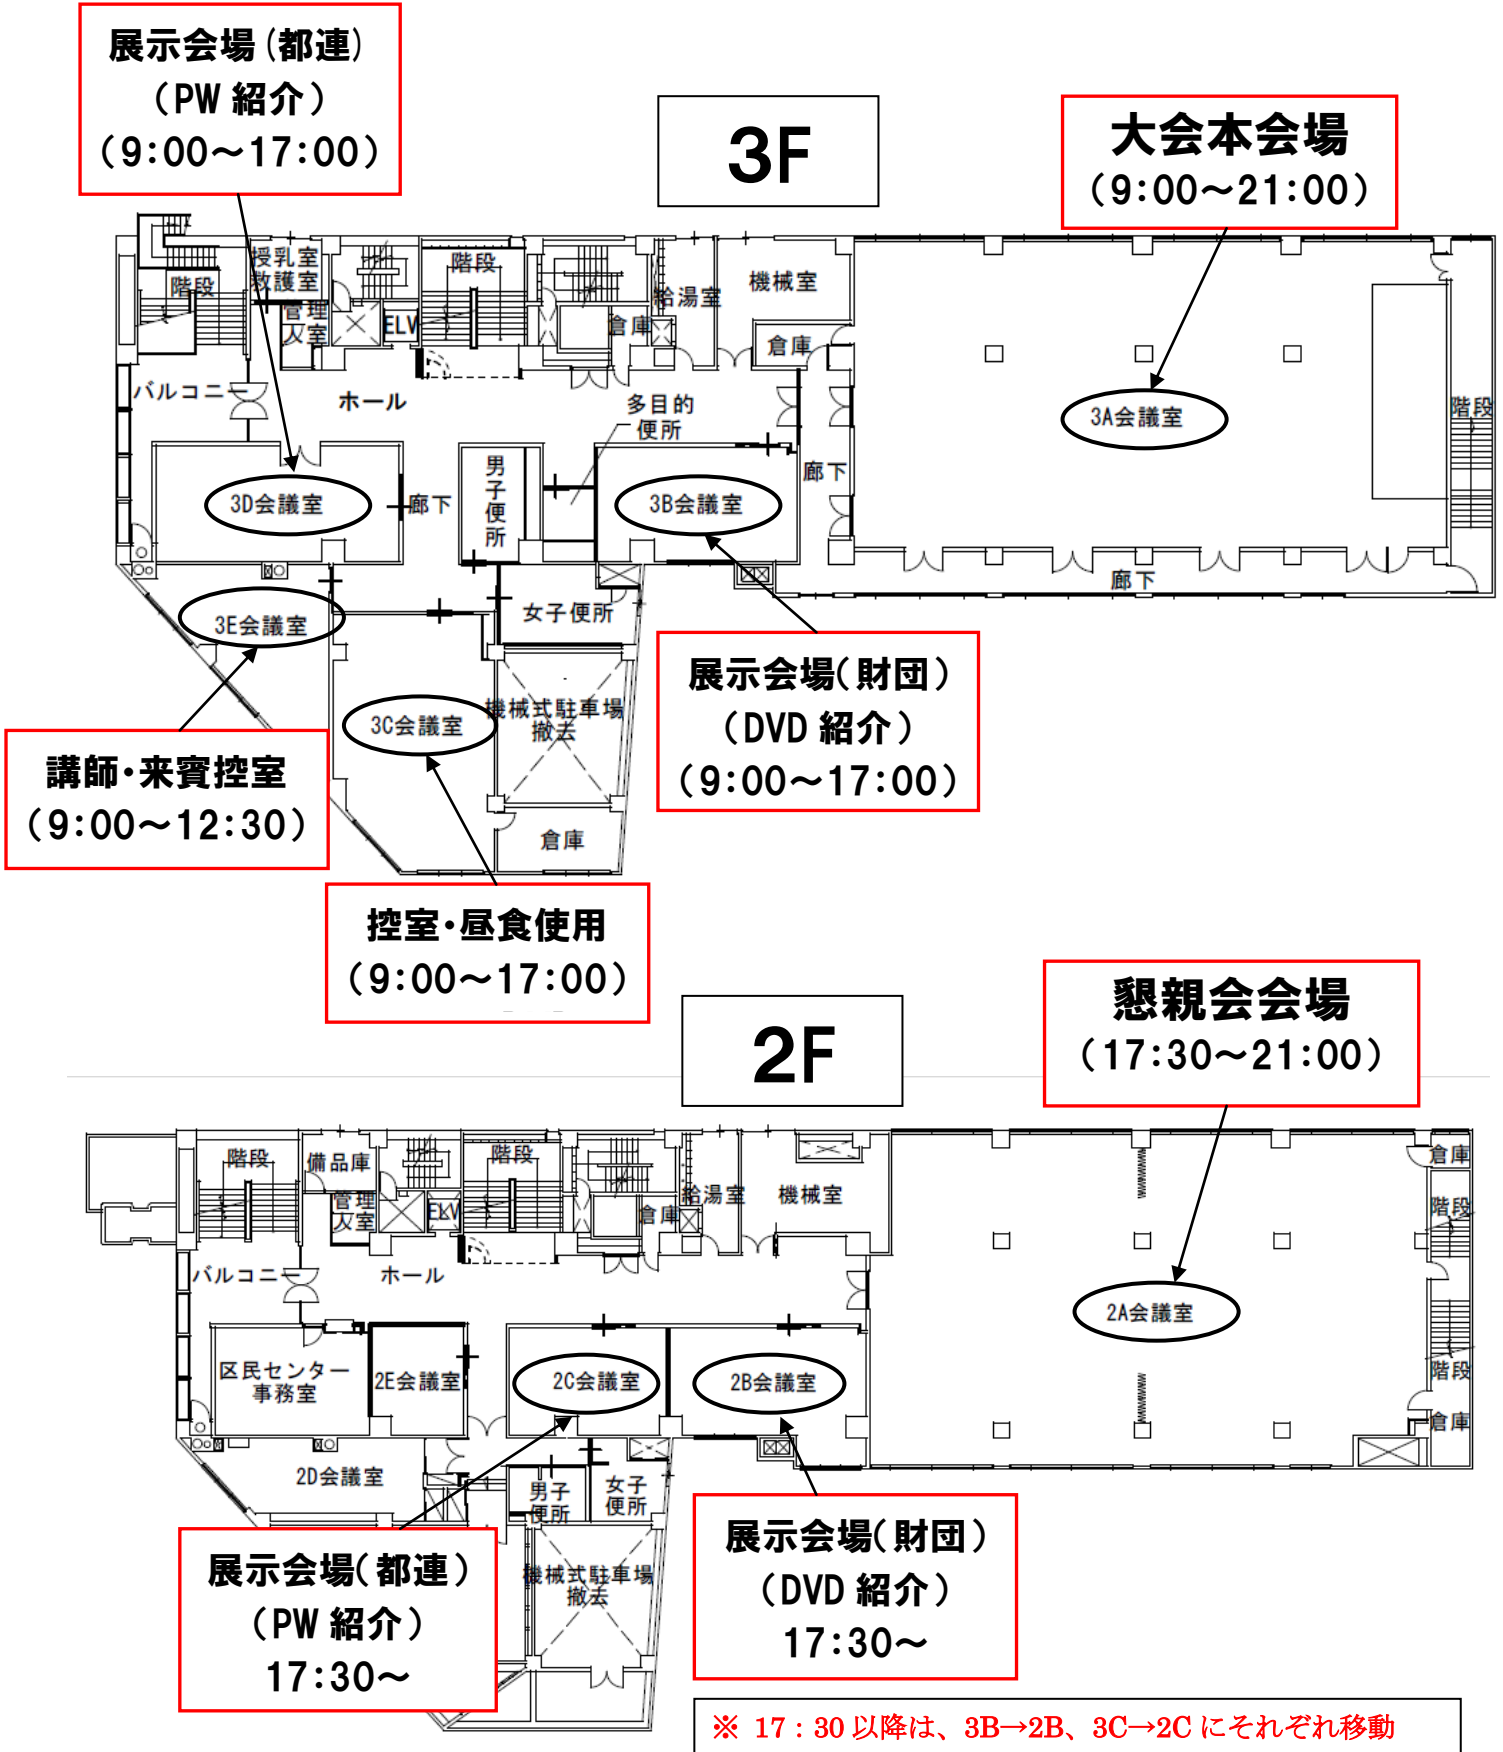 展示会場(都連)
(PW 紹介)
(9:00～17:00)
3F
大会本会場
(9:00～21:00)
授乳室
救護室
階段
階段
管理
人室
ELV
倉庫
給湯室
機械室
倉庫
バルコニー
ホール
多目的
便所
3A会議室
階段
3D会議室
廊下
男子便所
3B会議室
廊下
廊下
3E会議室
女子便所
3C会議室
機械式駐車場
撤去
倉庫
展示会場(財団)
(DVD 紹介)
(9:00～17:00)
講師・来賓控室
(9:00～12:30)
控室・昼食使用
(9:00～17:00)
2F
懇親会会場
(17:30～21:00)
階段
備品庫
管理
人室
ELV
階段
倉庫
給湯室
機械室
倉庫
階段
バルコニー
ホール
2A会議室
区民センター
事務室
2E会議室
2C会議室
2B会議室
階段
倉庫
2D会議室
男子
便所
女子
便所
機械式駐車場
撤去
展示会場(都連)
(PW 紹介)
17:30～
展示会場(財団)
(DVD 紹介)
17:30～
※ 17：30 以降は、3B→2B、3C→2C にそれぞれ移動